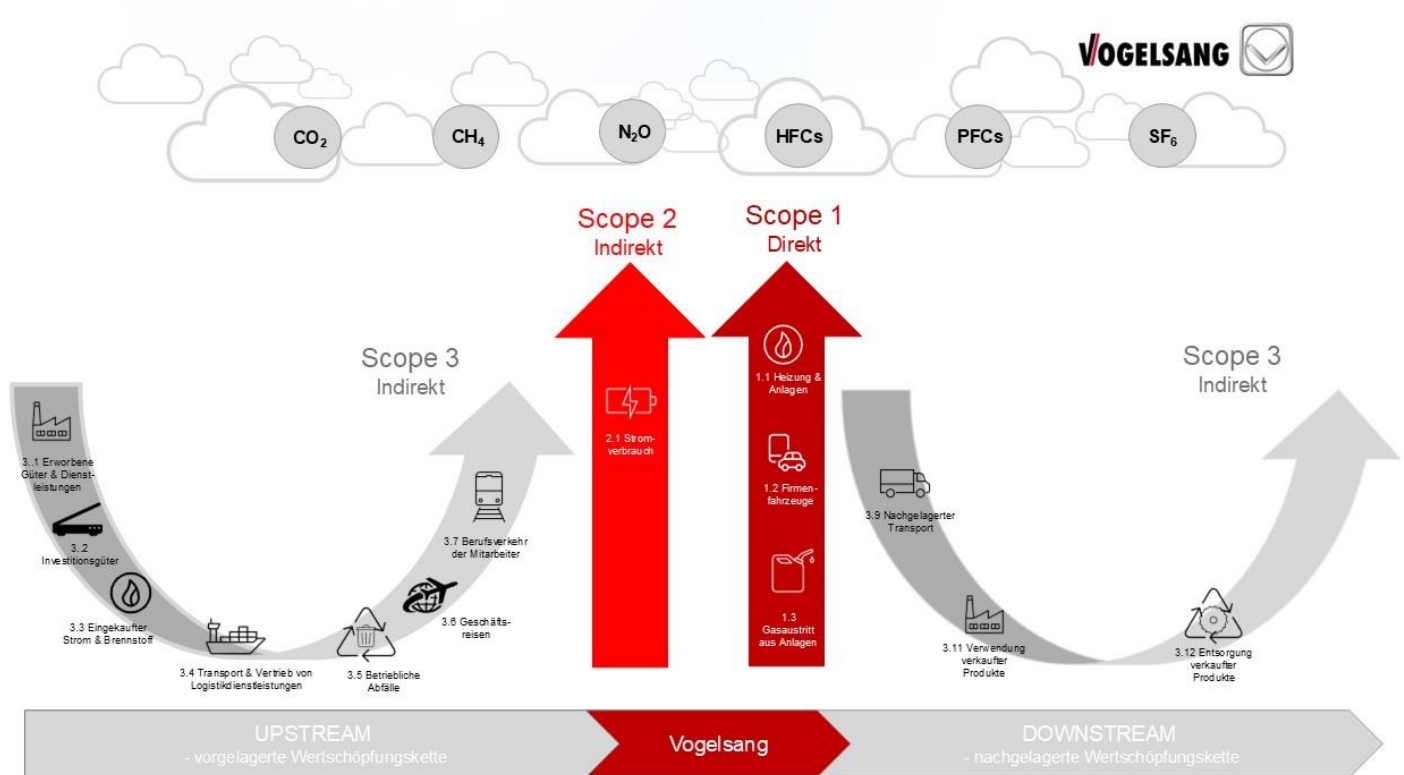 VOGELSANG
CO₂
CH₄
N₂O
HFCs
PFCs
SF₆
Scope 2
Indirekt
Scope 1
Direkt
Scope 3
Indirekt
Scope 3
Indirekt
3..1 Erworbene
Güter & Dienst-
leistungen
3..2
Investitionsgüter
3.3 Eingekaufter
Strom & Brennstoff
3.4 Transport & Vertrieb von
Logistikdienstleistungen
3.5 Betriebliche
Abfälle
3.6 Geschäfts-
reisen
3.7 Berufsverkehr
der Mitarbeiter
2.1 Strom-
verbrauch
1.1 Heizung &
Anlagen
1.2 Firmen-
fahrzeuge
1.3
Gasaustritt
aus Anlagen
3.9 Nachgelagerter
Transport
3.11 Verwendung
verkaufter
Produkte
3.12 Entsorgung
verkaufter
Produkte
UPSTREAM
- vorgelagerte Wertschöpfungskette
Vogelsang
DOWNSTREAM
- nachgelagerte Wertschöpfungskette